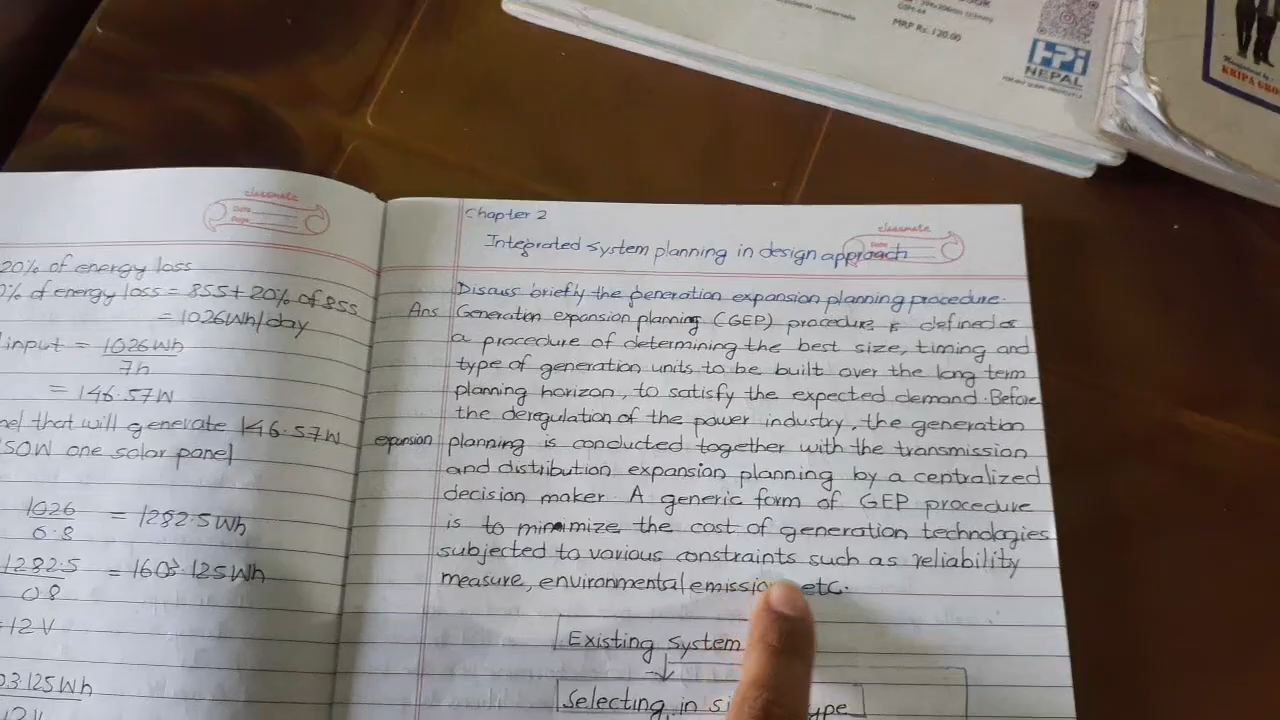 MRP Rs. 120.00
HPi
NEPAL
KRIPA GRO
classmate
Date
Page
20% of energy loss
% of energy loss = 855+20% of 855
= 1026Wh/day
input = 1026Wh
7h
= 146.57W
nel that will generate 146.57W
50W one solar panel
1026
0.8
= 1282.5Wh
1282.5
0.8
= 1603.125Wh
=12V
03.125Wh
12V
Chapter 2
classmate
Integrated system planning in design approach
Discuss briefly the generation expansion planning procedure.
Ans Generation expansion planning (GEP) procedure is defined as
a procedure of determining the best size, timing and
type of generation units to be built over the long term
planning horizon, to satisfy the expected demand. Before
the deregulation of the power industry, the generation
expansion planning is conducted together with the transmission
and distribution expansion planning by a centralized
decision maker. A generic form of GEP procedure
is to minimize the cost of generation technologies
subjected to various constraints such as reliability
measure, environmental emission etc.
Existing system
Selecting in si ype